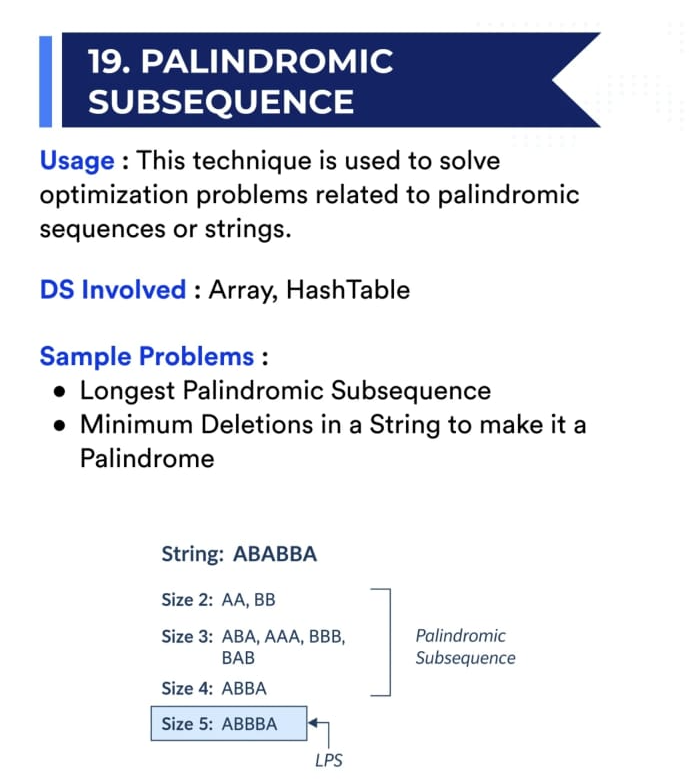 19. PALINDROMIC
SUBSEQUENCE
Usage : This technique is used to solve
optimization problems related to palindromic
sequences or strings.
DS Involved : Array, HashTable
Sample Problems :
● Longest Palindromic Subsequence
● Minimum Deletions in a String to make it a
Palindrome
String: ABABBA
Size 2: AA, BB
Size 3: ABA, AAA, BBB,
BAB
Size 4: ABBA
Palindromic
Subsequence
Size 5: ABBBA
LPS